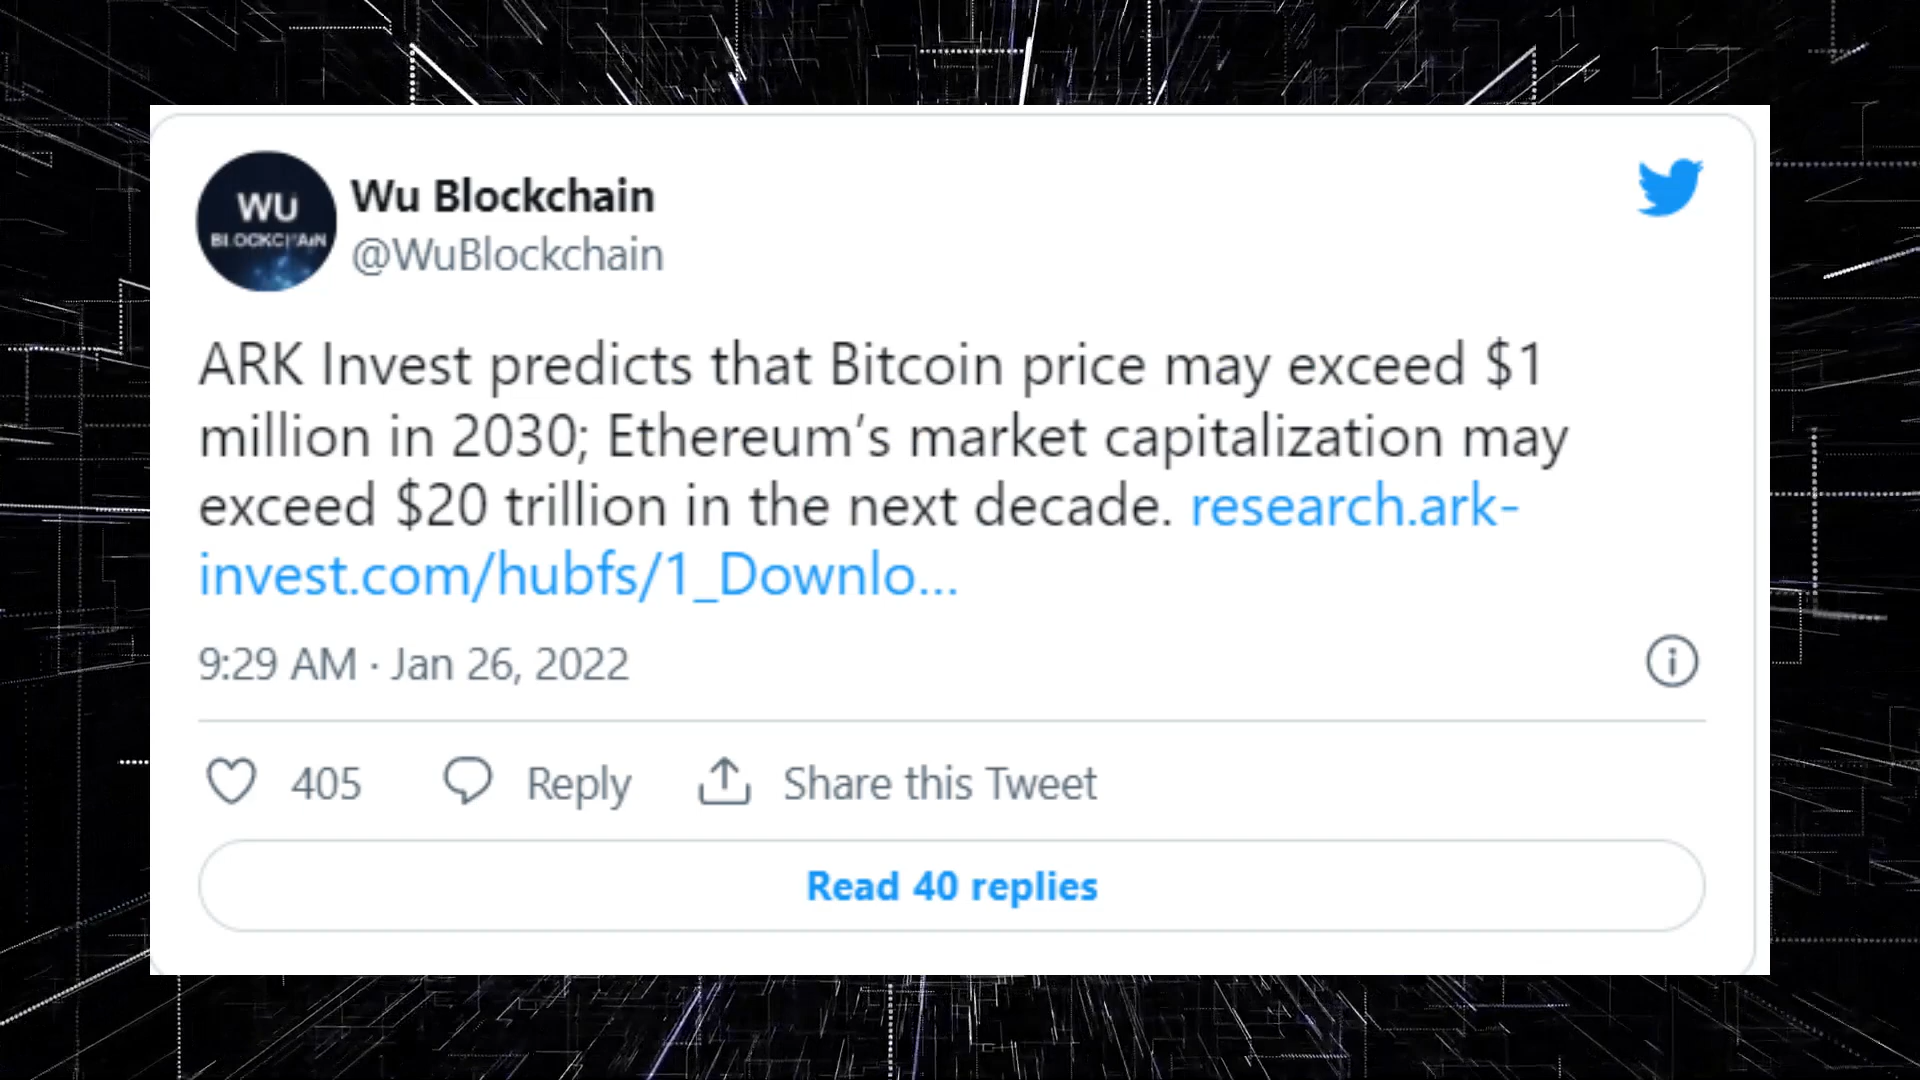 WU
BLOCKCHAIN
Wu Blockchain
@WuBlockchain
ARK Invest predicts that Bitcoin price may exceed $1
million in 2030; Ethereum’s market capitalization may
exceed $20 trillion in the next decade. research.ark-
invest.com/hubfs/1_Downlo...
9:29 AM · Jan 26, 2022
405 Reply Share this Tweet
Read 40 replies